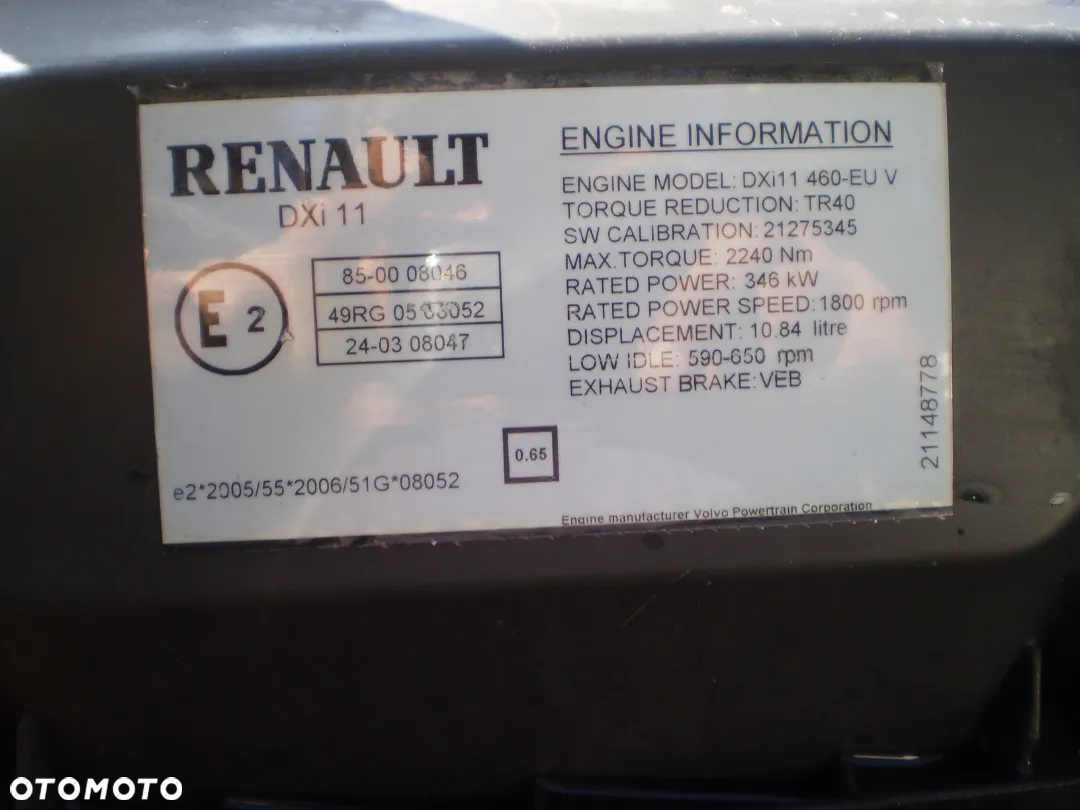 RENAULT
DXi 11
E 2
85-00 08046
49RG 05 08052
24-03 08047
e2*2005/55*2006/51G*08052
0.65
ENGINE INFORMATION
ENGINE MODEL: DXi11 460-EU V
TORQUE REDUCTION: TR40
SW CALIBRATION: 21275345
MAX.TORQUE: 2240 Nm
RATED POWER: 346 kW
RATED POWER SPEED: 1800 rpm
DISPLACEMENT: 10.84 litre
LOW IDLE: 590-650 rpm
EXHAUST BRAKE: VEB
21148778
Engine manufacturer Volvo Powertrain Corporation
OTOMOTO